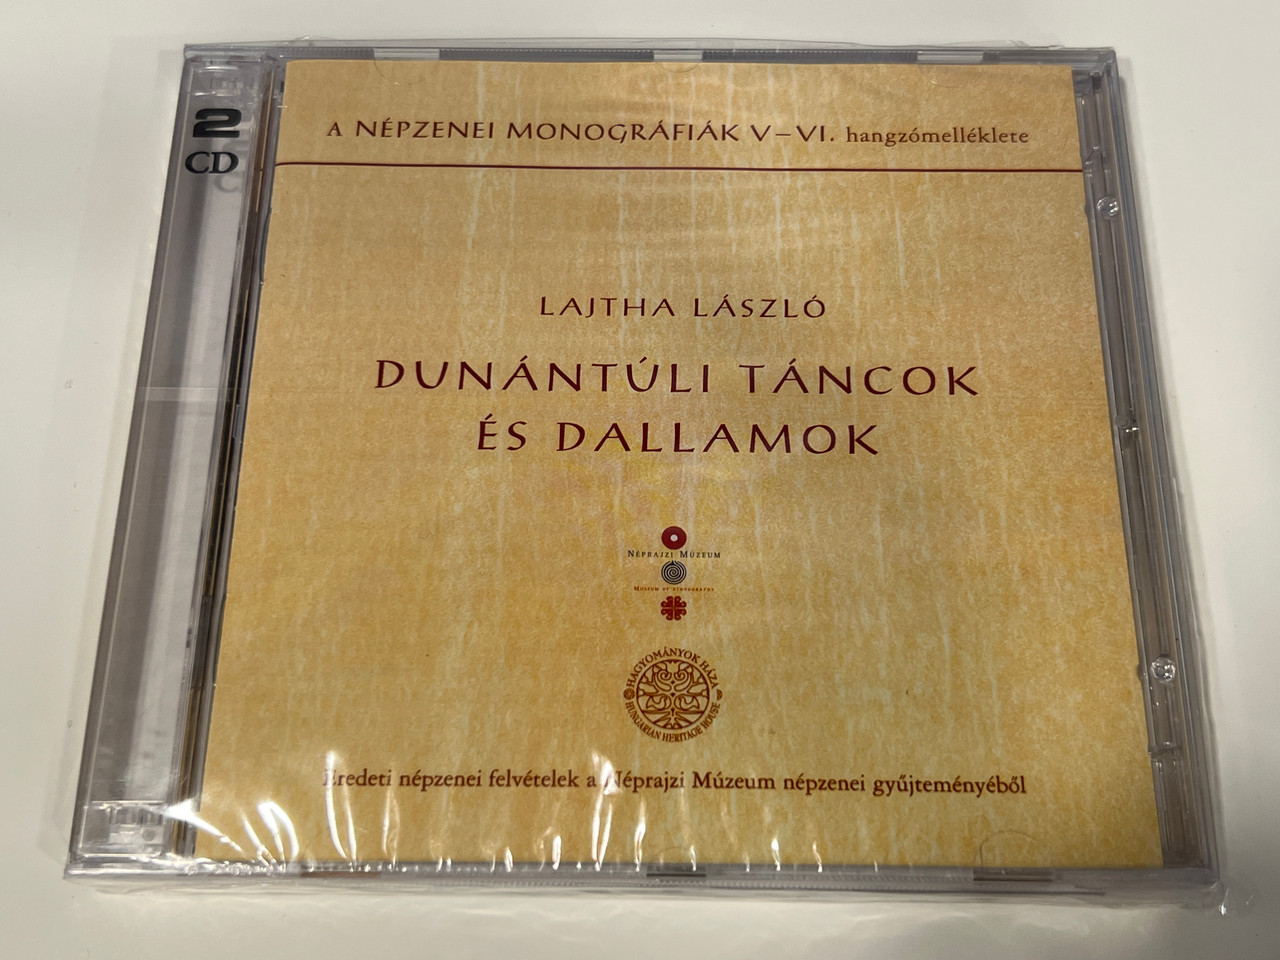 2
CD
A NÉPZENEI MONOGRÁFIÁK V–VI. hangzómelléklete
LAJTHA LÁSZLÓ
DUNÁNTÚLI TÁNCOK
ÉS DALLAMOK
NÉPRAJZI MÚZEUM
MUSEUM OF ETHNOGRAPHY
HAGYOMÁNYOK HÁZA
HUNGARIAN HERITAGE HOUSE
Eredeti népzenei felvételek a Néprajzi Múzeum népzenei gyűjteményéből